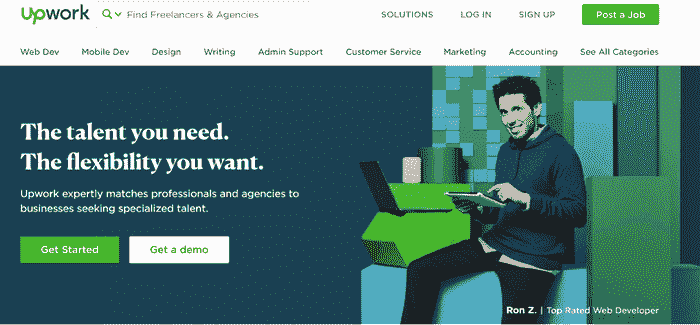 Upwork Find Freelancers & Agencies SOLUTIONS LOG IN SIGN UP Post a Job
Web Dev Mobile Dev Design Writing Admin Support Customer Service Marketing Accounting See All Categories
The talent you need.
The flexibility you want.
Upwork expertly matches professionals and agencies to
businesses seeking specialized talent.
Get Started Get a demo
Ron Z. | Top Rated Web Developer